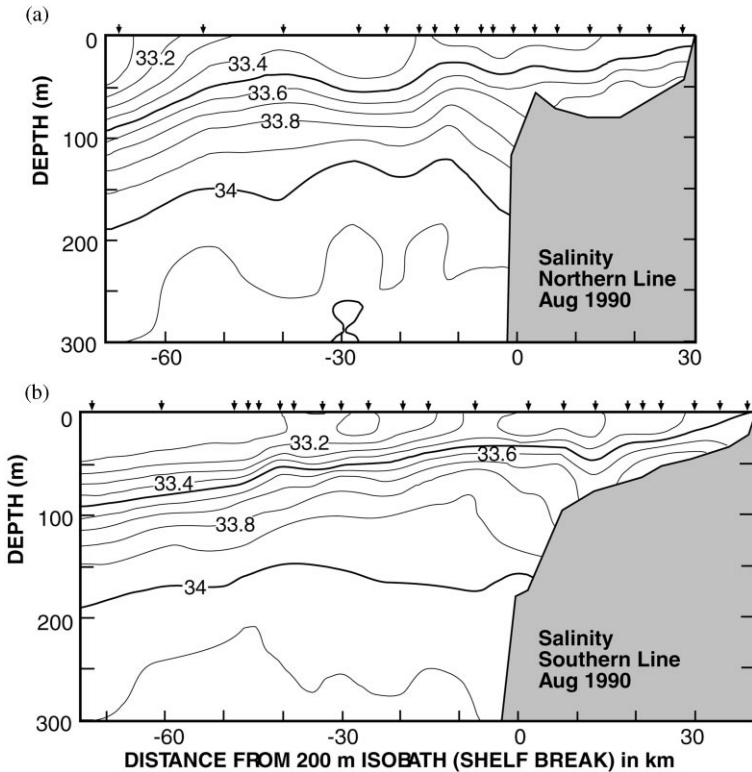 (a)
0
33.2
33.4
33.6
33.8
34
100
200
300
DEPTH (m)
Salinity
Northern Line
Aug 1990
-60
-30
0
30
(b)
0
33.2
33.4
33.6
33.8
34
100
200
300
DEPTH (m)
Salinity
Southern Line
Aug 1990
-60
-30
0
30
DISTANCE FROM 200 m ISOBATH (SHELF BREAK) in km